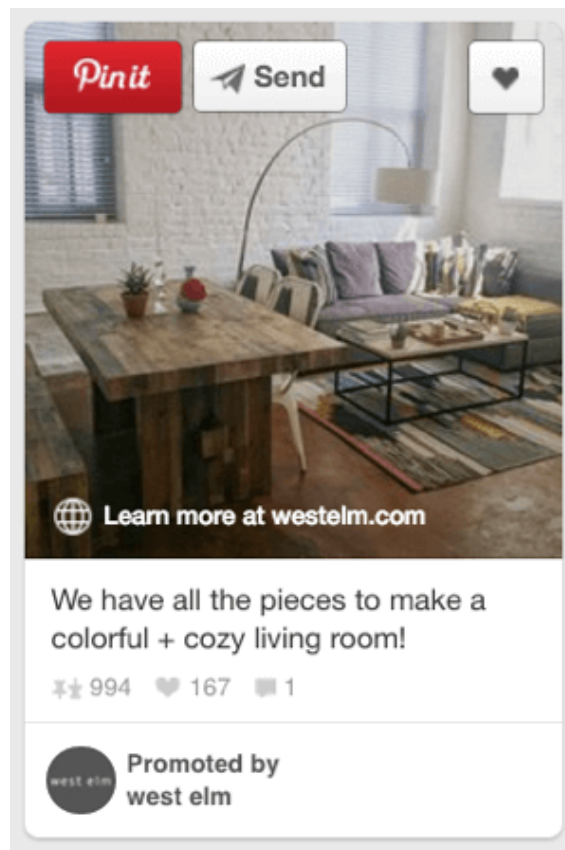 Pin it
Send
Learn more at westelm.com
We have all the pieces to make a
colorful + cozy living room!
994 167 1
west elm
Promoted by
west elm